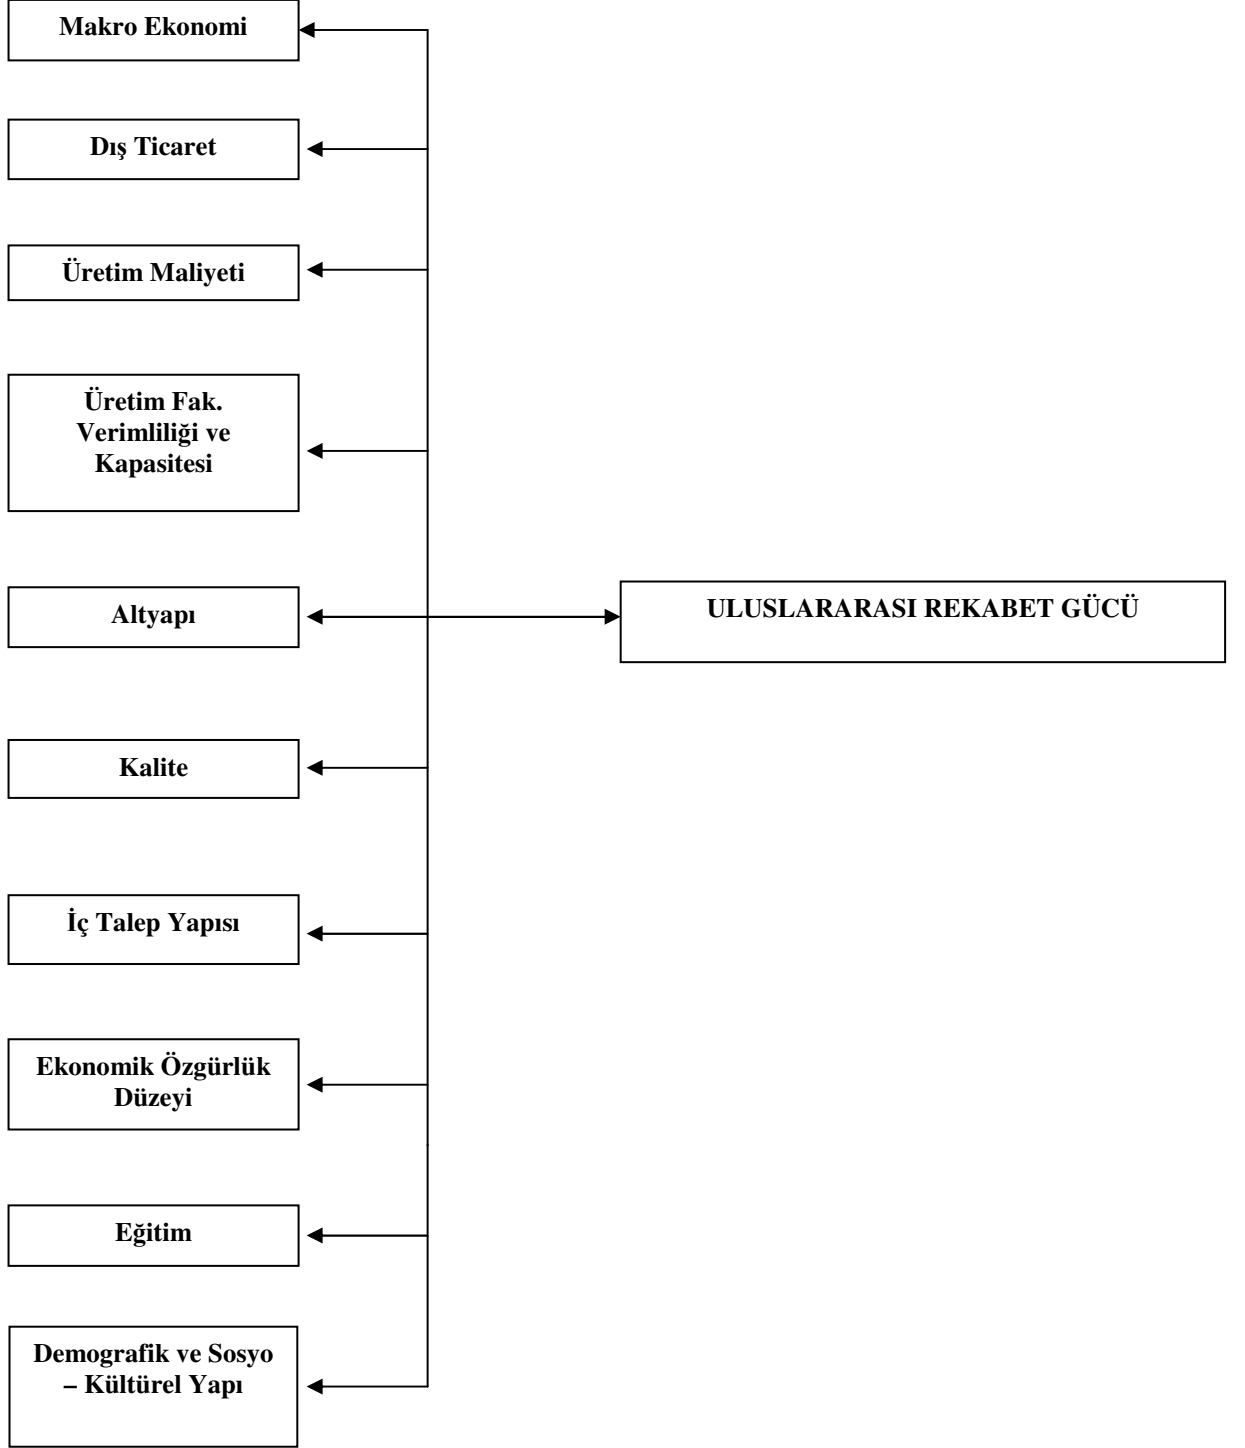 Makro Ekonomi
Dış Ticaret
Üretim Maliyeti
Üretim Fak.
Verimliliği ve
Kapasitesi
Altyapı
ULUSLARARASI REKABET GÜCÜ
Kalite
İç Talep Yapısı
Ekonomik Özgürlük
Düzeyi
Eğitim
Demografik ve Sosyo
– Kültürel Yapı